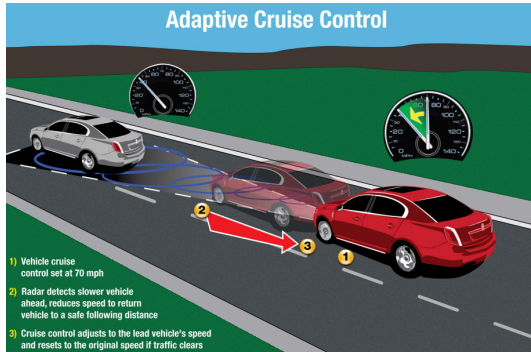 Adaptive Cruise Control
2
3
1
1) Vehicle cruise
control set at 70 mph
2) Radar detects slower vehicle
ahead, reduces speed to return
vehicle to a safe following distance
3) Cruise control adjusts to the lead vehicle's speed
and resets to the original speed if traffic clears